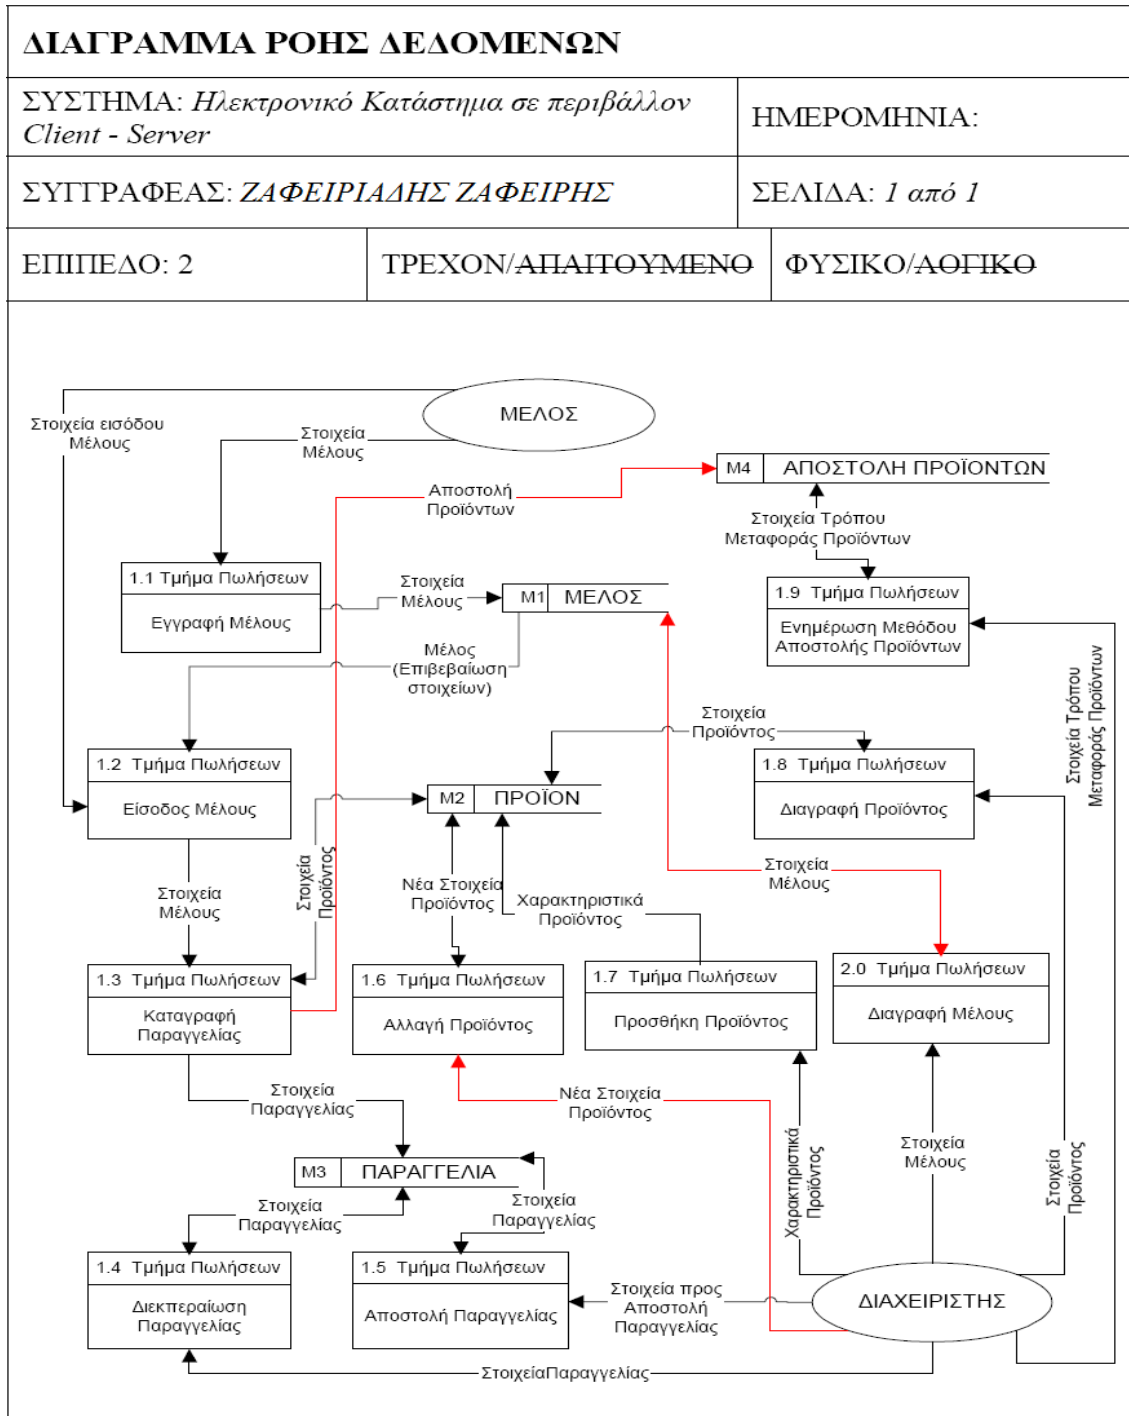 ΔΙΑΓΡΑΜΜΑ ΡΟΗΣ ΔΕΔΟΜΕΝΩΝ
ΣΥΣΤΗΜΑ: Ηλεκτρονικό Κατάστημα σε περιβάλλον
Client - Server
ΗΜΕΡΟΜΗΝΙΑ:
ΣΥΓΓΡΑΦΕΑΣ: ΖΑΦΕΙΡΙΑΔΗΣ ΖΑΦΕΙΡΗΣ
ΣΕΛΙΔΑ: 1 από 1
ΕΠΙΠΕΔΟ: 2
ΤΡΕΧΟΝ/ΑΠΑΙΤΟΥΜΕΝΟ
ΦΥΣΙΚΟ/ΛΟΓΙΚΟ
ΜΕΛΟΣ
Στοιχεία εισόδου
Μέλους
Στοιχεία
Μέλους
Μ4 ΑΠΟΣΤΟΛΗ ΠΡΟΪΟΝΤΩΝ
Αποστολή
Προϊόντων
Στοιχεία Τρόπου
Μεταφοράς Προϊόντων
1.1 Τμήμα Πωλήσεων
Εγγραφή Μέλους
Στοιχεία
Μέλους
Μ1 ΜΕΛΟΣ
1.9 Τμήμα Πωλήσεων
Ενημέρωση Μεθόδου
Αποστολής Προϊόντων
Μέλος
(Επιβεβαίωση
στοιχείων)
Στοιχεία Τρόπου
Μεταφοράς Προϊόντων
Στοιχεία
Προϊόντος
1.2 Τμήμα Πωλήσεων
Είσοδος Μέλους
1.8 Τμήμα Πωλήσεων
Διαγραφή Προϊόντος
Μ2 ΠΡΟΪΟΝ
Στοιχεία
Προϊόντος
Στοιχεία
Μέλους
Νέα Στοιχεία
Προϊόντος
Χαρακτηριστικά
Προϊόντος
Στοιχεία
Μέλους
1.3 Τμήμα Πωλήσεων
Καταγραφή
Παραγγελίας
1.6 Τμήμα Πωλήσεων
Αλλαγή Προϊόντος
1.7 Τμήμα Πωλήσεων
Προσθήκη Προϊόντος
2.0 Τμήμα Πωλήσεων
Διαγραφή Μέλους
Στοιχεία
Παραγγελίας
Νέα Στοιχεία
Προϊόντος
Χαρακτηριστικά
Προϊόντος
Στοιχεία
Μέλους
Στοιχεία
Προϊόντος
Μ3 ΠΑΡΑΓΓΕΛΙΑ
Στοιχεία
Παραγγελίας
Στοιχεία
Παραγγελίας
1.4 Τμήμα Πωλήσεων
Διεκπεραίωση
Παραγγελίας
1.5 Τμήμα Πωλήσεων
Αποστολή Παραγγελίας
Στοιχεία προς
Αποστολή
Παραγγελίας
ΔΙΑΧΕΙΡΙΣΤΗΣ
ΣτοιχείαΠαραγγελίας